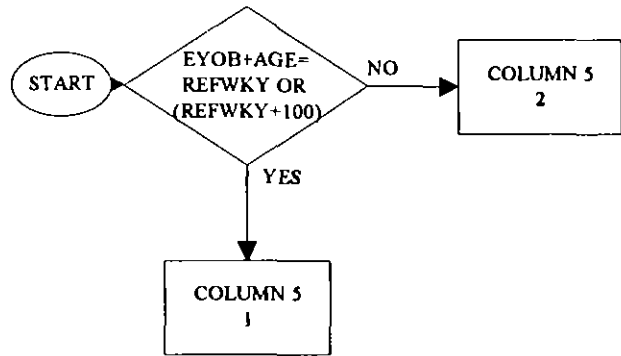 START
EYOB+AGE=
REFWKY OR
(REFWKY+100)
NO
COLUMN 5
2
YES
COLUMN 5
1